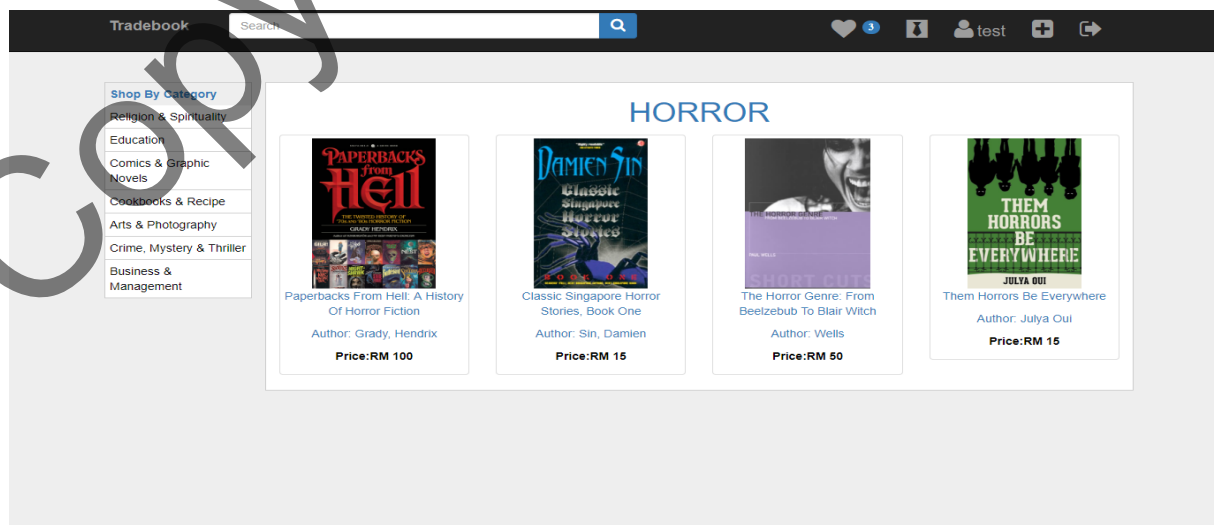 Tradebook
Search
3
test
Copy
Shop By Category
Religion & Spirituality
Education
Comics & Graphic
Novels
Cookbooks & Recipe
Arts & Photography
Crime, Mystery & Thriller
Business &
Management
HORROR
PAPERBACKS
from
HELL
THE TWISTED HISTORY OF
'70s AND '80s HORROR FICTION
GRADY HENDRIX
Paperbacks From Hell: A History
Of Horror Fiction
Author: Grady, Hendrix
Price:RM 100
DAMIEN SIN
Classic
Singapore
Horror
Stories
BOOK ONE
Classic Singapore Horror
Stories, Book One
Author: Sin, Damien
Price:RM 15
THE HORROR GENRE
FROM BEELZEBUB TO BLAIR WITCH
PAUL WELLS
SHORT CUTS
The Horror Genre: From
Beelzebub To Blair Witch
Author: Wells
Price:RM 50
THEM
HORRORS
BE
EVERYWHERE
JULYA OUI
Them Horrors Be Everywhere
Author: Julya Oui
Price:RM 15